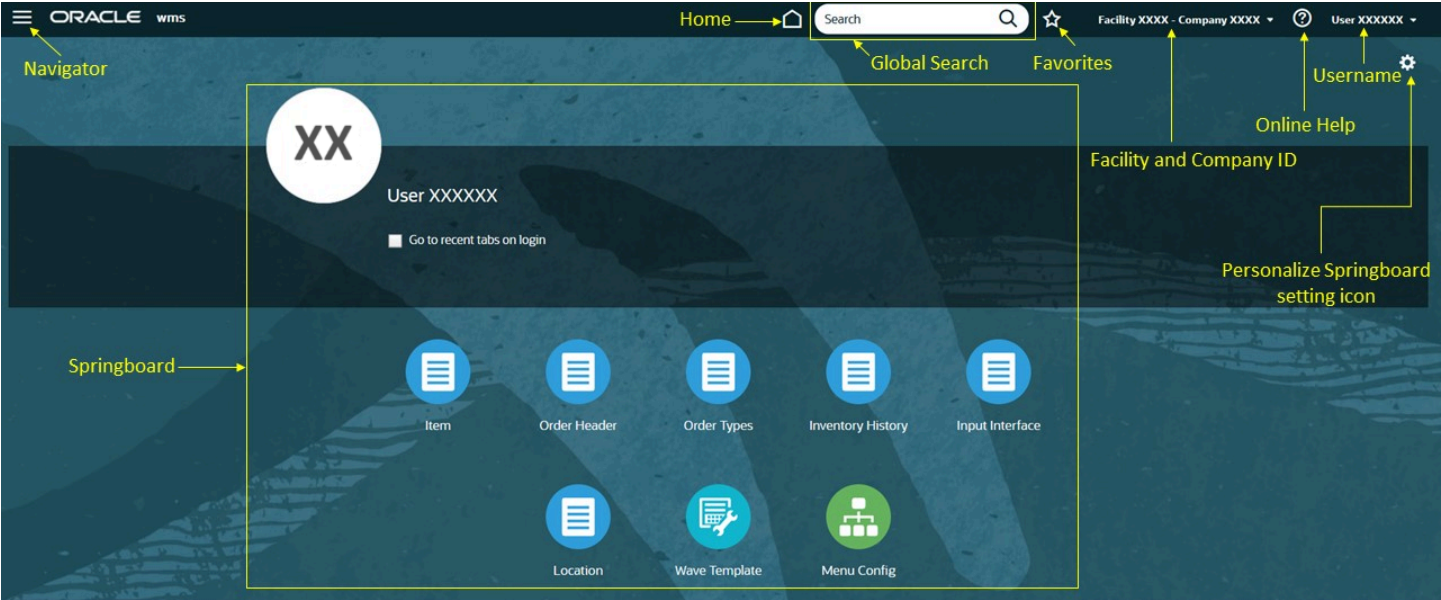 ORACLE wms
Home
Search
Facility XXXX - Company XXXX
User XXXXXX
Navigator
Global Search
Favorites
Username
Online Help
XX
Facility and Company ID
User XXXXXX
Go to recent tabs on login
Personalize Springboard
setting icon
Springboard
Item
Order Header
Order Types
Inventory History
Input Interface
Location
Wave Template
Menu Config